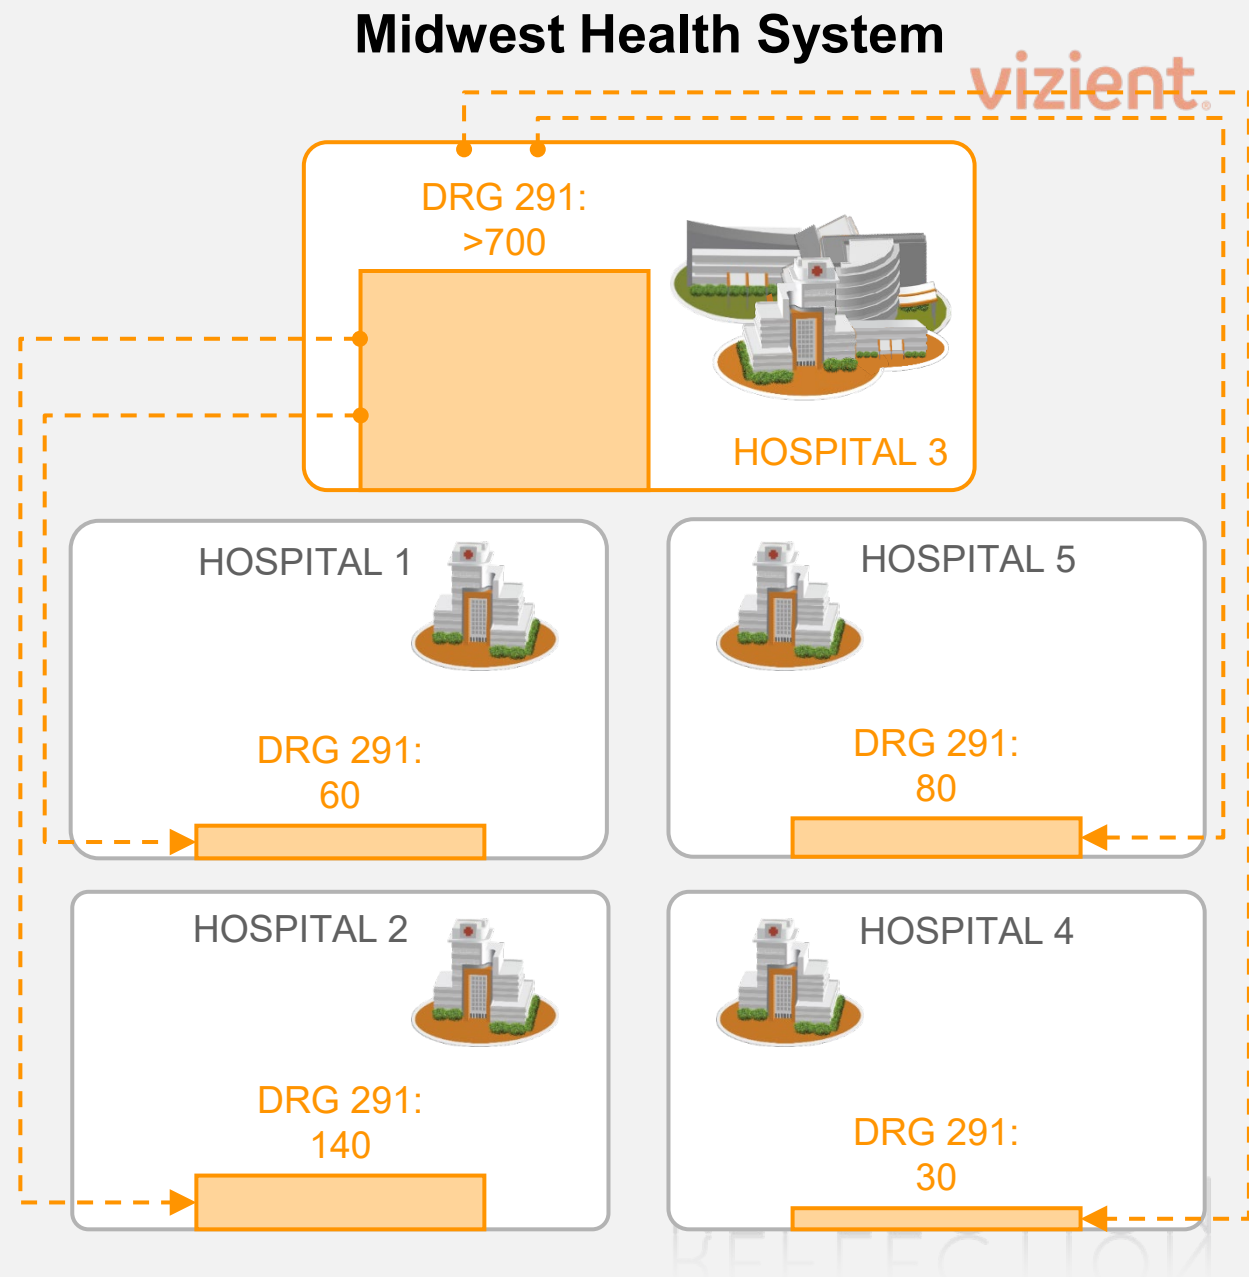 Midwest Health System
vizient.
DRG 291:
>700
HOSPITAL 3
HOSPITAL 1
DRG 291:
60
HOSPITAL 5
DRG 291:
80
HOSPITAL 2
DRG 291:
140
HOSPITAL 4
DRG 291:
30